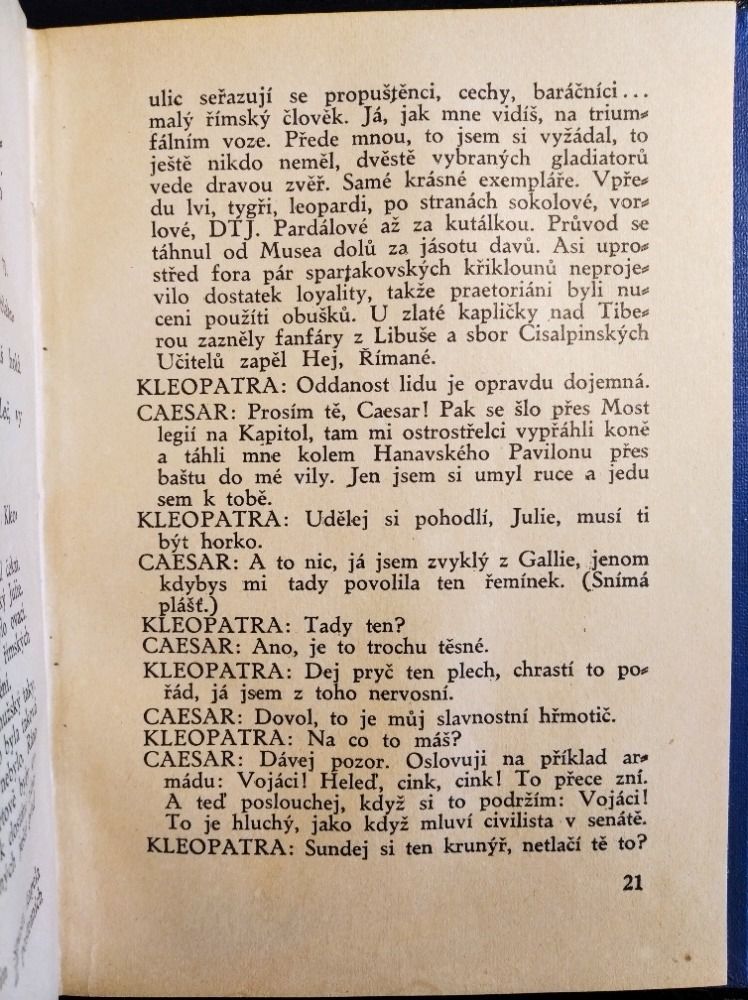 ulic seřazují se propuštěnci, cechy, baráčníci...
malý římský člověk. Já, jak mne vidíš, na trium-
fálním voze. Přede mnou, to jsem si vyžádal, to
ještě nikdo neměl, dvěstě vybraných gladiatorů
vede dravou zvěř. Samé krásné exempláře. Vpře-
du lvi, tygři, leopardi, po stranách sokolové, vor-
lové, DTJ. Pardálové až za kutálkou. Průvod se
táhnul od Musea dolů za jásotu davů. Asi upro-
střed fora pár spartakovských křiklounů neproje-
vilo dostatek loyality, takže praetoriáni byli nu-
ceni použíti obušků. U zlaté kapličky nad Tibe-
rou zazněly fanfáry z Libuše a sbor Cisalpinských
Učitelů zapěl Hej, Římané.
KLEOPATRA: Oddanost lidu je opravdu dojemná.
CAESAR: Prosím tě, Caesar! Pak se šlo přes Most
legií na Kapitol, tam mi ostrostřelci vypřáhli koně
a táhli mne kolem Hanavského Pavilonu přes
baštu do mé vily. Jen jsem si umyl ruce a jedu
sem k tobě.
KLEOPATRA: Udělej si pohodlí, Julie, musí ti
být horko.
CAESAR: A to nic, já jsem zvyklý z Gallie, jenom
kdybys mi tady povolila ten řemínek. (Snímá
plášť.)
KLEOPATRA: Tady ten?
CAESAR: Ano, je to trochu těsné.
KLEOPATRA: Dej pryč ten plech, chrastí to po-
řád, já jsem z toho nervosní.
CAESAR: Dovol, to je můj slavnostní hřmotič.
KLEOPATRA: Na co to máš?
CAESAR: Dávej pozor. Oslovuji na příklad ar-
mádu: Vojáci! Heleď, cink, cink! To přece zní.
A teď poslouchej, když si to podržím: Vojáci!
To je hluchý, jako když mluví civilista v senátě.
KLEOPATRA: Sundej si ten krunýř, netlačí tě to?
21